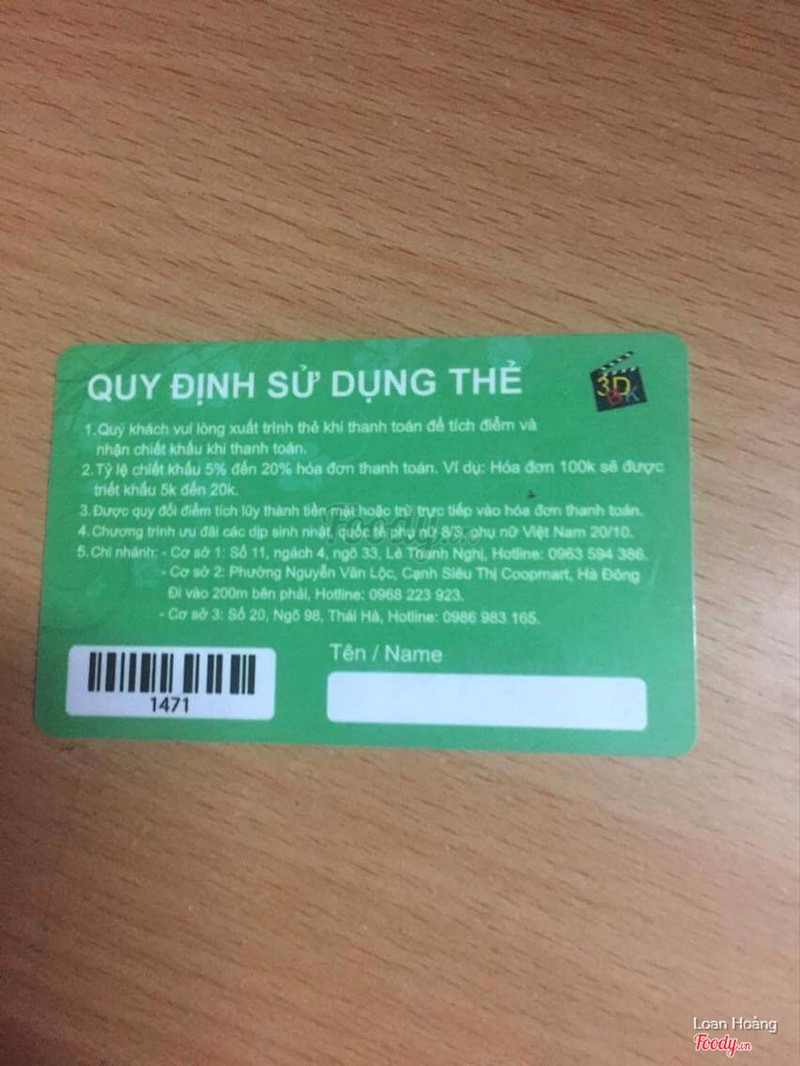 QUY ĐỊNH SỬ DỤNG THẺ
3D
BK
1.Quý khách vui lòng xuất trình thẻ khi thanh toán để tích điểm và
nhận chiết khấu khi thanh toán.
2.Tỷ lệ chiết khấu 5% đến 20% hóa đơn thanh toán. Ví dụ: Hóa đơn 100k sẽ được
triết khấu 5k đến 20k.
3.Được quy đổi điểm tích lũy thành tiền mặt hoặc trừ trực tiếp vào hóa đơn thanh toán.
4.Chương trình ưu đãi các dịp sinh nhật, quốc tế phụ nữ 8/3, phụ nữ Việt Nam 20/10.
5.Chi nhánh: - Cơ sở 1: Số 11, ngách 4, ngõ 33, Lê Thanh Nghị, Hotline: 0963 594 386.
- Cơ sở 2: Phường Nguyễn Văn Lộc, Cạnh Siêu Thị Coopmart, Hà Đông
Đi vào 200m bên phải, Hotline: 0968 223 923.
- Cơ sở 3: Số 20, Ngõ 98, Thái Hà, Hotline: 0986 983 165.
Tên / Name
1471
Foody.vn
Loan Hoàng
Foody.vn